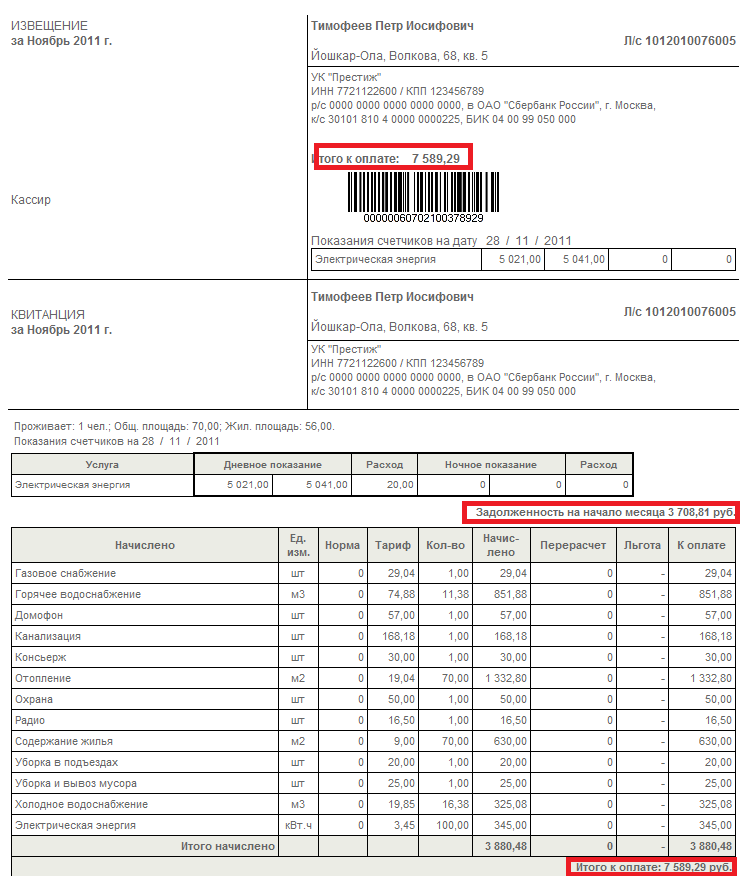 ИЗВЕЩЕНИЕ
за Ноябрь 2011 г.
Тимофеев Петр Иосифович
Л/с 1012010076005
Йошкар-Ола, Волкова, 68, кв. 5
УК "Престиж"
ИНН 7721122600 / КПП 123456789
р/с 0000 0000 0000 0000 0000, в ОАО "Сбербанк России", г. Москва,
к/с 30101 810 4 0000 0000225, БИК 04 00 99 050 000
Итого к оплате: 7 589,29
Кассир
00000060702100378929
Показания счетчиков на дату 28 / 11 / 2011
Электрическая энергия 5 021,00 5 041,00 0 0
КВИТАНЦИЯ
за Ноябрь 2011 г.
Тимофеев Петр Иосифович
Л/с 1012010076005
Йошкар-Ола, Волкова, 68, кв. 5
УК "Престиж"
ИНН 7721122600 / КПП 123456789
р/с 0000 0000 0000 0000 0000, в ОАО "Сбербанк России", г. Москва,
к/с 30101 810 4 0000 0000225, БИК 04 00 99 050 000
Проживает: 1 чел.; Общ. площадь: 70,00; Жил. площадь: 56,00.
Показания счетчиков на 28 / 11 / 2011
Услуга Дневное показание Расход Ночное показание Расход
Электрическая энергия 5 021,00 5 041,00 20,00 0 0 0
Задолженность на начало месяца 3 708,81 руб.
Начислено Ед. изм. Норма Тариф Кол-во Начис-лено Перерасчет Льгота К оплате
Газовое снабжение шт 0 29,04 1,00 29,04 0 - 29,04
Горячее водоснабжение м3 0 74,88 11,38 851,88 0 - 851,88
Домофон шт 0 57,00 1,00 57,00 0 - 57,00
Канализация шт 0 168,18 1,00 168,18 0 - 168,18
Консьерж шт 0 30,00 1,00 30,00 0 - 30,00
Отопление м2 0 19,04 70,00 1 332,80 0 - 1 332,80
Охрана шт 0 50,00 1,00 50,00 0 - 50,00
Радио шт 0 16,50 1,00 16,50 0 - 16,50
Содержание жилья м2 0 9,00 70,00 630,00 0 - 630,00
Уборка в подъездах шт 0 20,00 1,00 20,00 0 - 20,00
Уборка и вывоз мусора шт 0 25,00 1,00 25,00 0 - 25,00
Холодное водоснабжение м3 0 19,85 16,38 325,08 0 - 325,08
Электрическая энергия кВт.ч 0 3,45 100,00 345,00 0 - 345,00
Итого начислено 3 880,48 0 - 3 880,48
Итого к оплате: 7 589,29 руб.